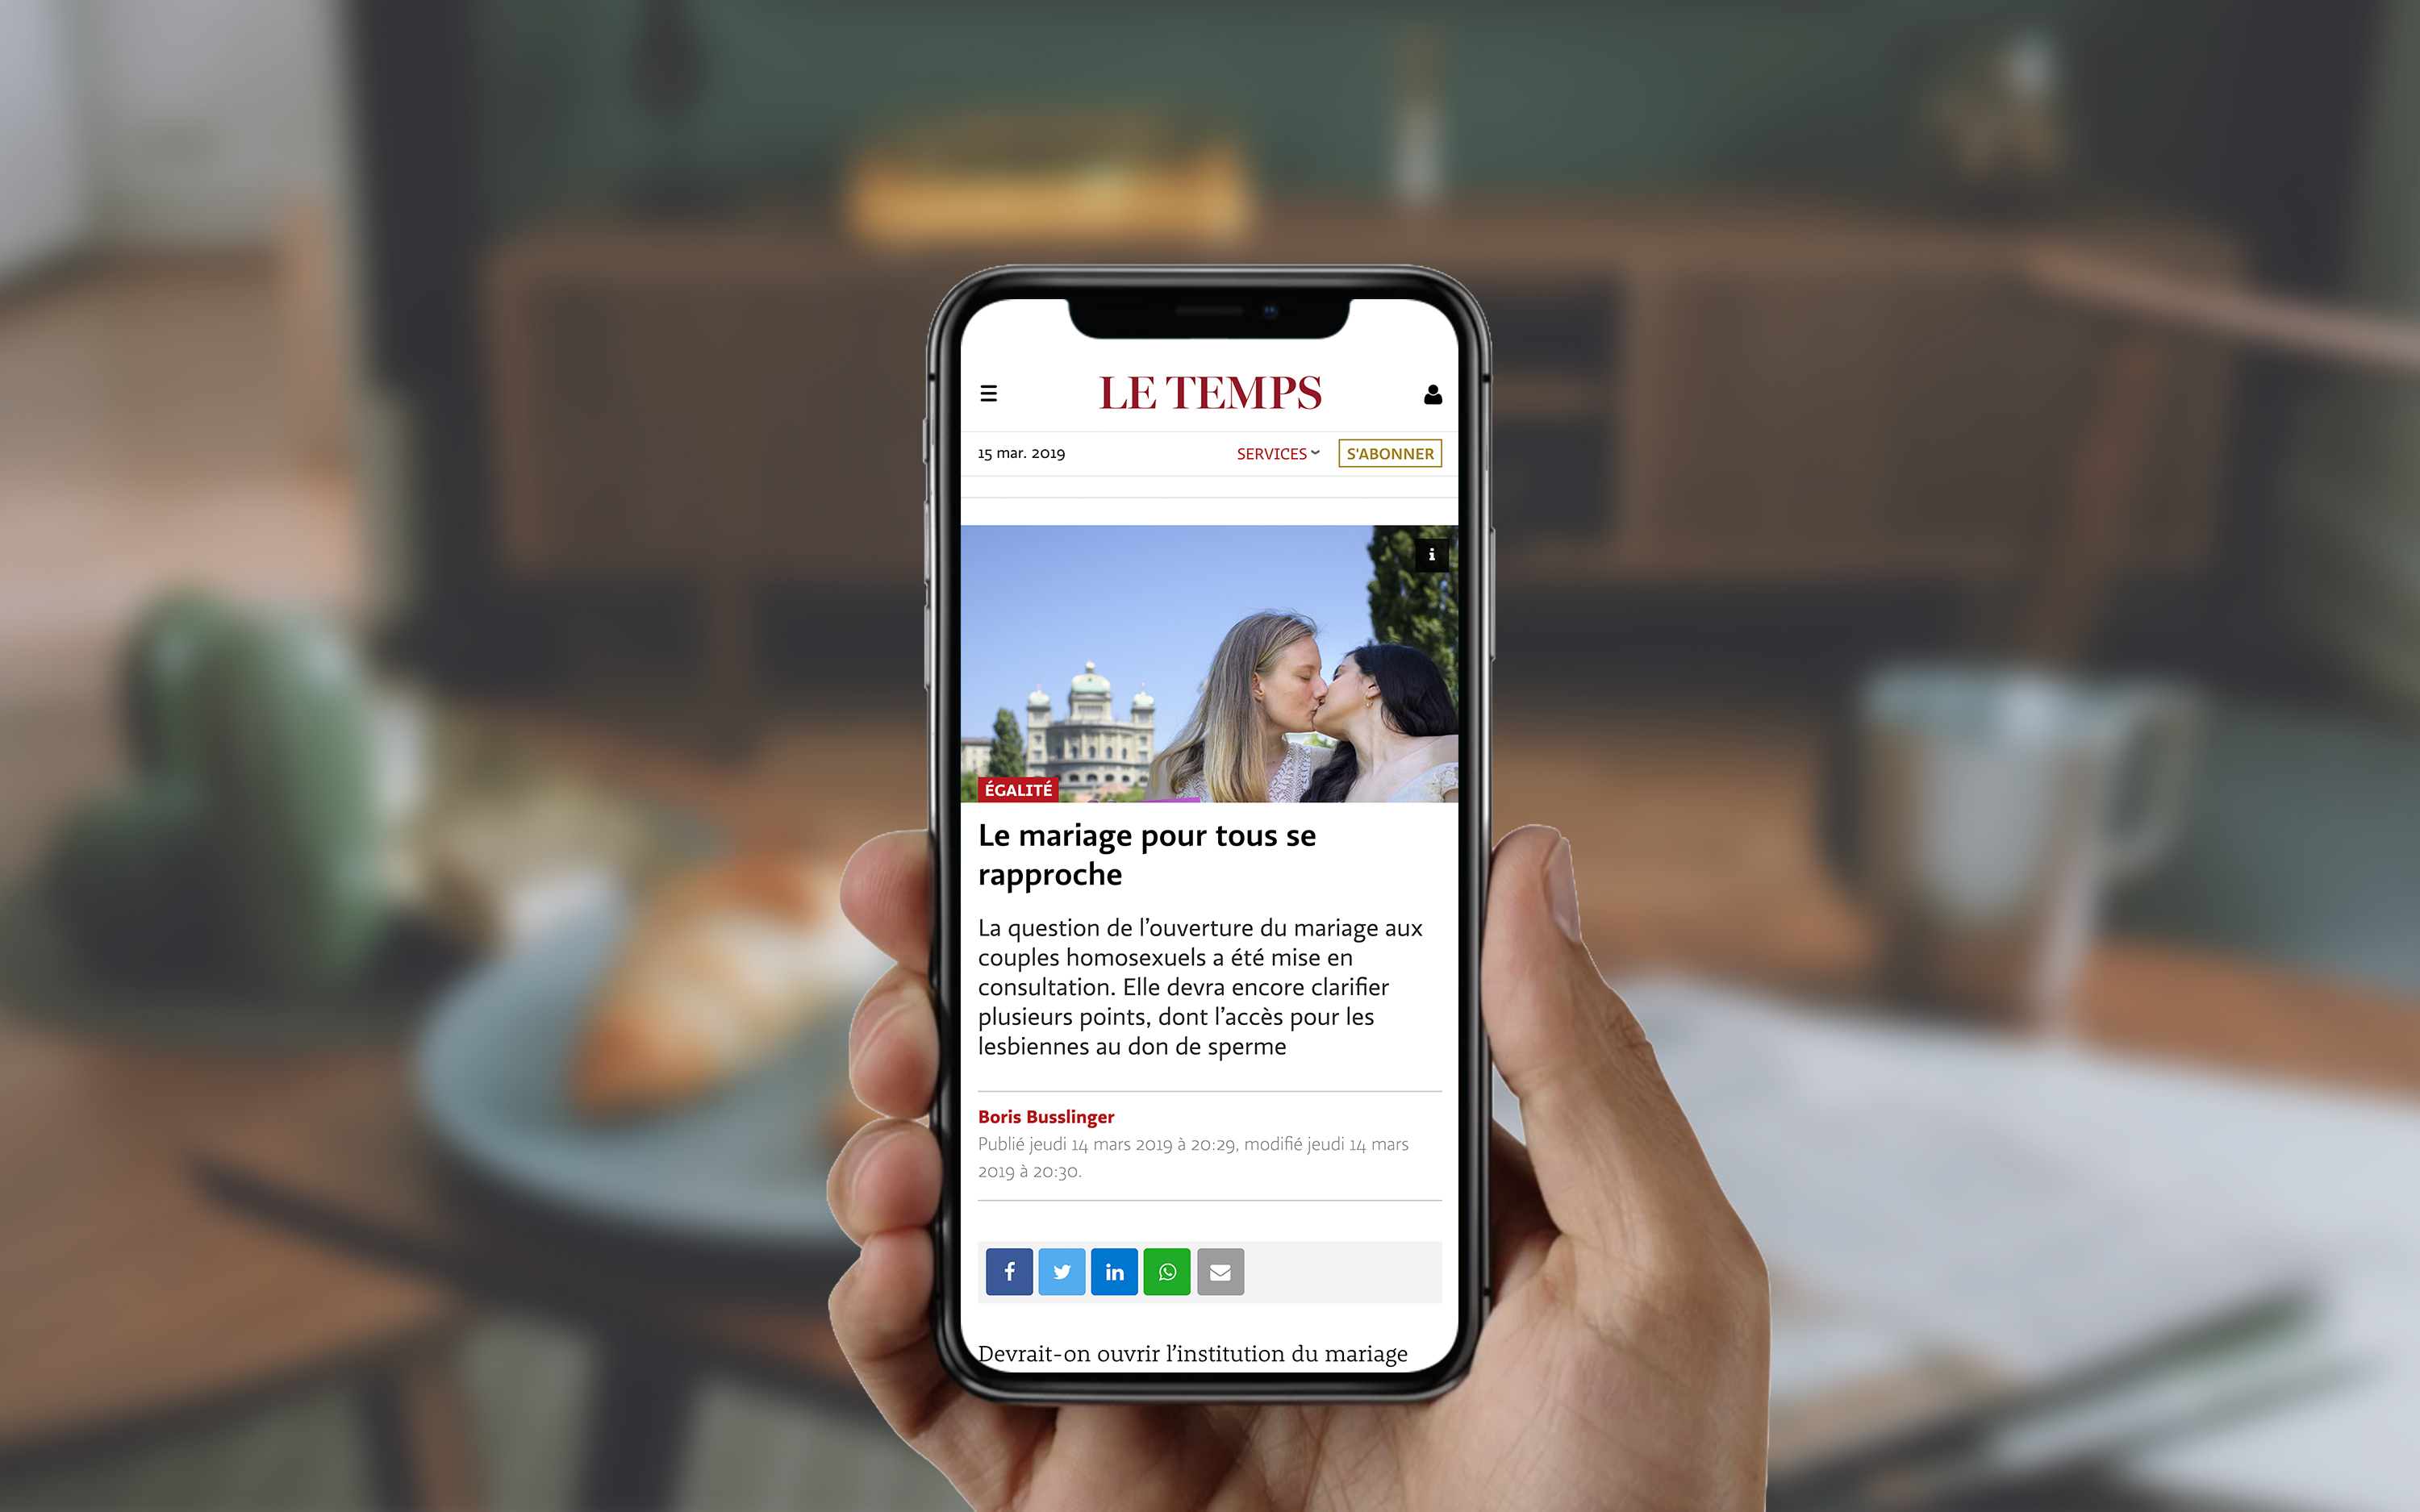 LE TEMPS
15 mar. 2019 SERVICES S'ABONNER
i
ÉGALITÉ
Le mariage pour tous se
rapproche
La question de l’ouverture du mariage aux
couples homosexuels a été mise en
consultation. Elle devra encore clarifier
plusieurs points, dont l’accès pour les
lesbiennes au don de sperme
Boris Busslinger
Publié jeudi 14 mars 2019 à 20:29, modifié jeudi 14 mars
2019 à 20:30.
f in
Devrait-on ouvrir l’institution du mariage